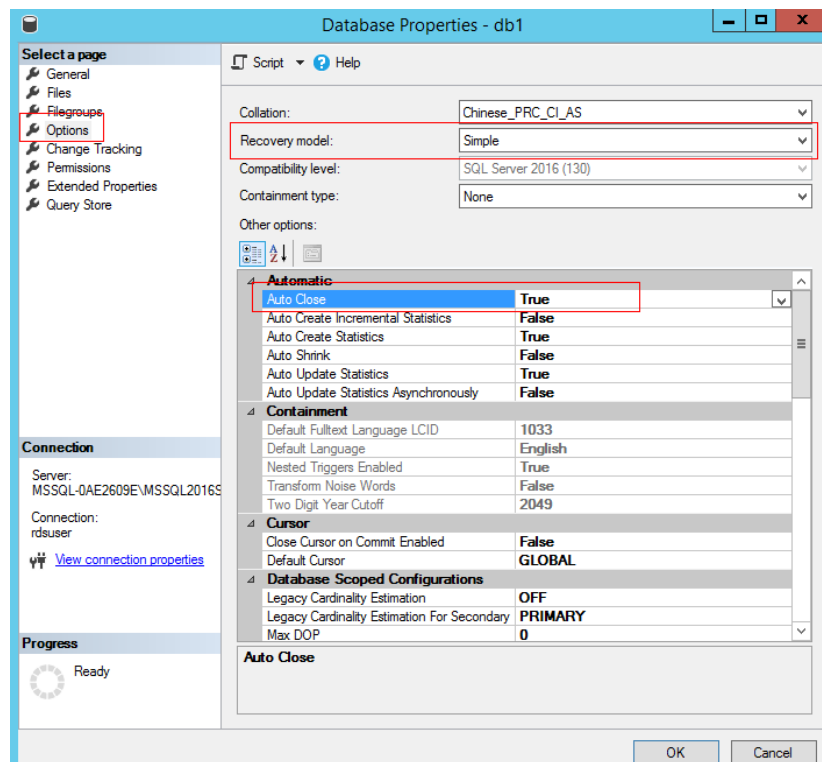 Database Properties - db1
Select a page
General
Files
Filegroups
Options
Change Tracking
Permissions
Extended Properties
Query Store
Script
Help
Collation: Chinese_PRC_CI_AS
Recovery model: Simple
Compatibility level: SQL Server 2016 (130)
Containment type: None
Other options:
Automatic
Auto Close True
Auto Create Incremental Statistics False
Auto Create Statistics True
Auto Shrink False
Auto Update Statistics True
Auto Update Statistics Asynchronously False
Containment
Default Fulltext Language LCID 1033
Default Language English
Nested Triggers Enabled True
Transform Noise Words False
Two Digit Year Cutoff 2049
Cursor
Close Cursor on Commit Enabled False
Default Cursor GLOBAL
Database Scoped Configurations
Legacy Cardinality Estimation OFF
Legacy Cardinality Estimation For Secondary PRIMARY
Max DOP 0
Auto Close
Connection
Server:
MSSQL-0AE2609E\MSSQL2016S
Connection:
rdsuser
View connection properties
Progress
Ready
OK Cancel